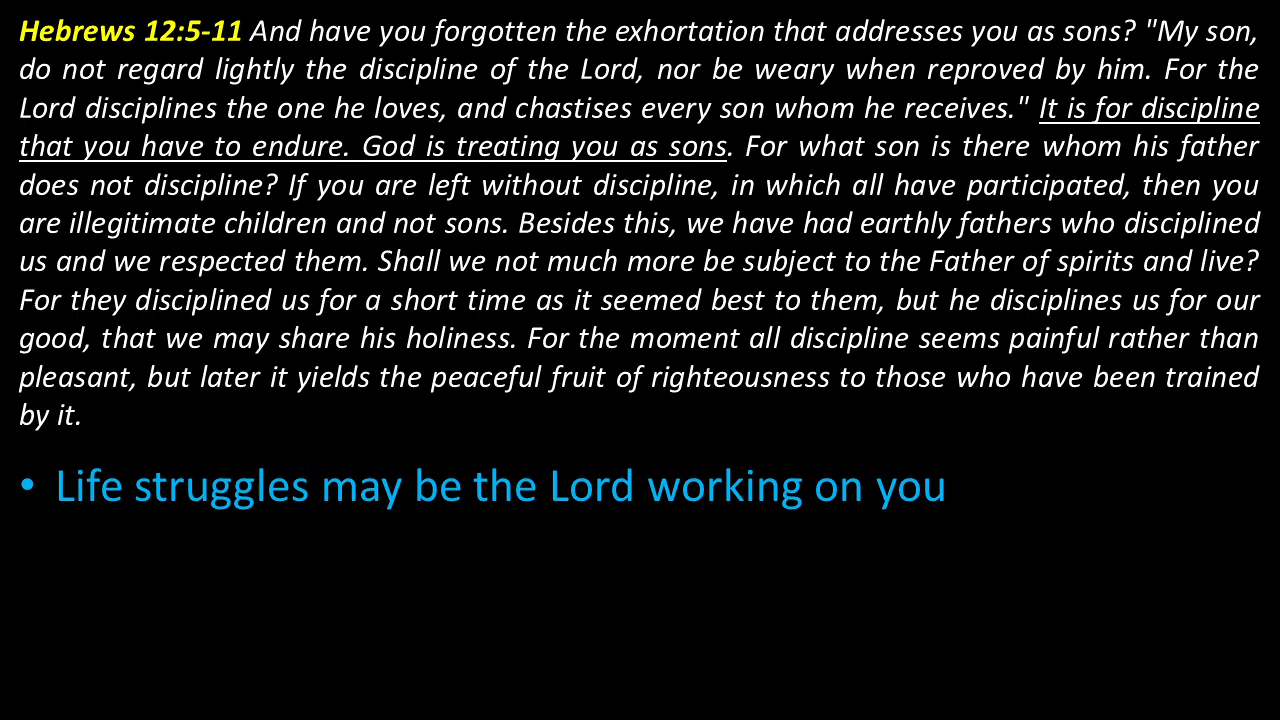 Hebrews 12:5-11 And have you forgotten the exhortation that addresses you as sons? "My son,
do not regard lightly the discipline of the Lord, nor be weary when reproved by him. For the
Lord disciplines the one he loves, and chastises every son whom he receives." It is for discipline
that you have to endure. God is treating you as sons. For what son is there whom his father
does not discipline? If you are left without discipline, in which all have participated, then you
are illegitimate children and not sons. Besides this, we have had earthly fathers who disciplined
us and we respected them. Shall we not much more be subject to the Father of spirits and live?
For they disciplined us for a short time as it seemed best to them, but he disciplines us for our
good, that we may share his holiness. For the moment all discipline seems painful rather than
pleasant, but later it yields the peaceful fruit of righteousness to those who have been trained
by it.
• Life struggles may be the Lord working on you